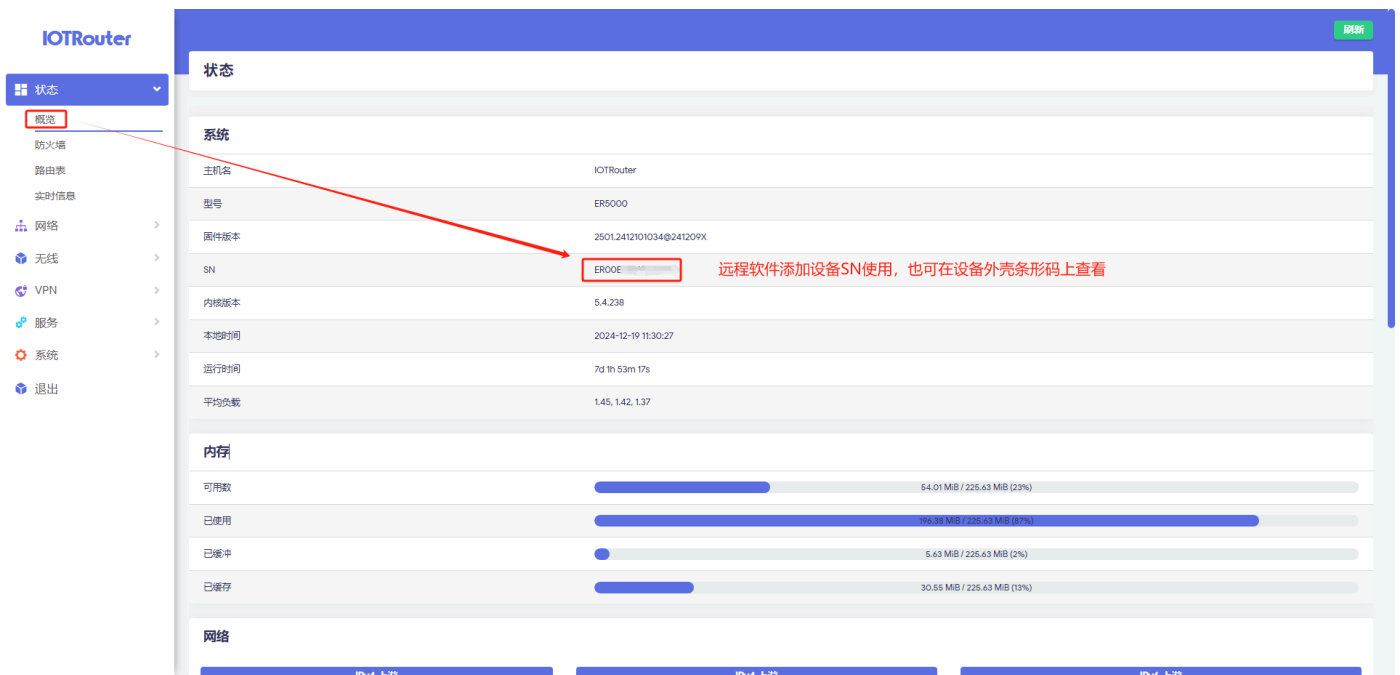 IOTRouter
刷新
状态
状态
概览
防火墙
路由表
实时信息
网络
无线
VPN
服务
系统
退出
系统
主机名 IOTRouter
型号 ER5000
固件版本 2501.2412101034@241209X
SN ER00E
远程软件添加设备SN使用，也可在设备外壳条形码上查看
内核版本 5.4.238
本地时间 2024-12-19 11:30:27
运行时间 7d 1h 53m 17s
平均负载 1.45, 1.42, 1.37
内存
可用数 54.01 MiB / 225.63 MiB (23%)
已使用 196.38 MiB / 225.63 MiB (87%)
已缓冲 5.63 MiB / 225.63 MiB (2%)
已缓存 30.55 MiB / 225.63 MiB (13%)
网络